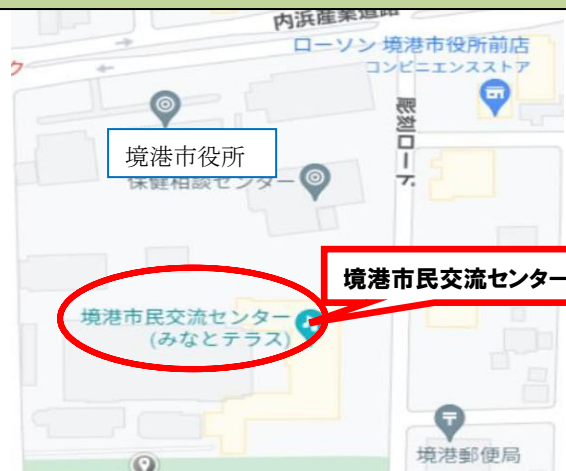 内浜産業道路
ローソン 境港市役所前店
コンビニエンスストア
ク
彫刻ロード
境港市役所
保健相談センター
境港市民交流センター
境港市民交流センター
(みなとテラス)
境港郵便局